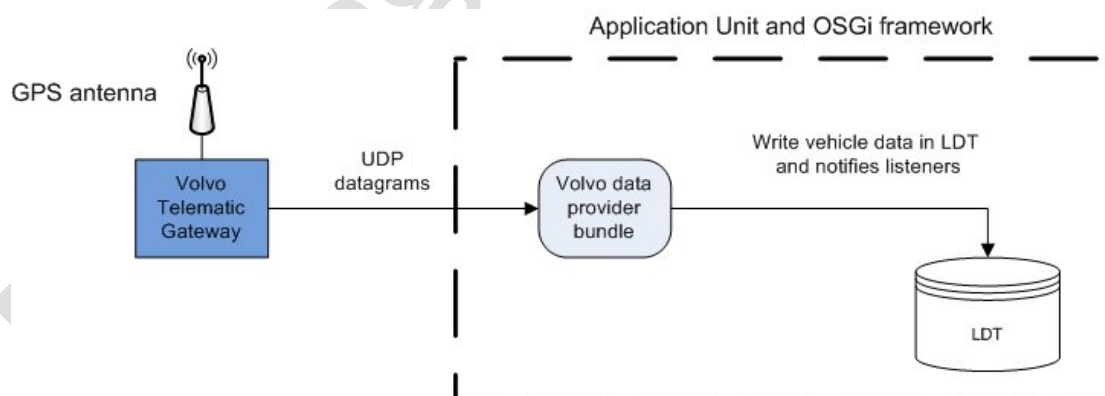 Application Unit and OSGi framework
GPS antenna
Volvo
Telematic
Gateway
UDP
datagrams
Volvo data
provider
bundle
Write vehicle data in LDT
and notifies listeners
LDT